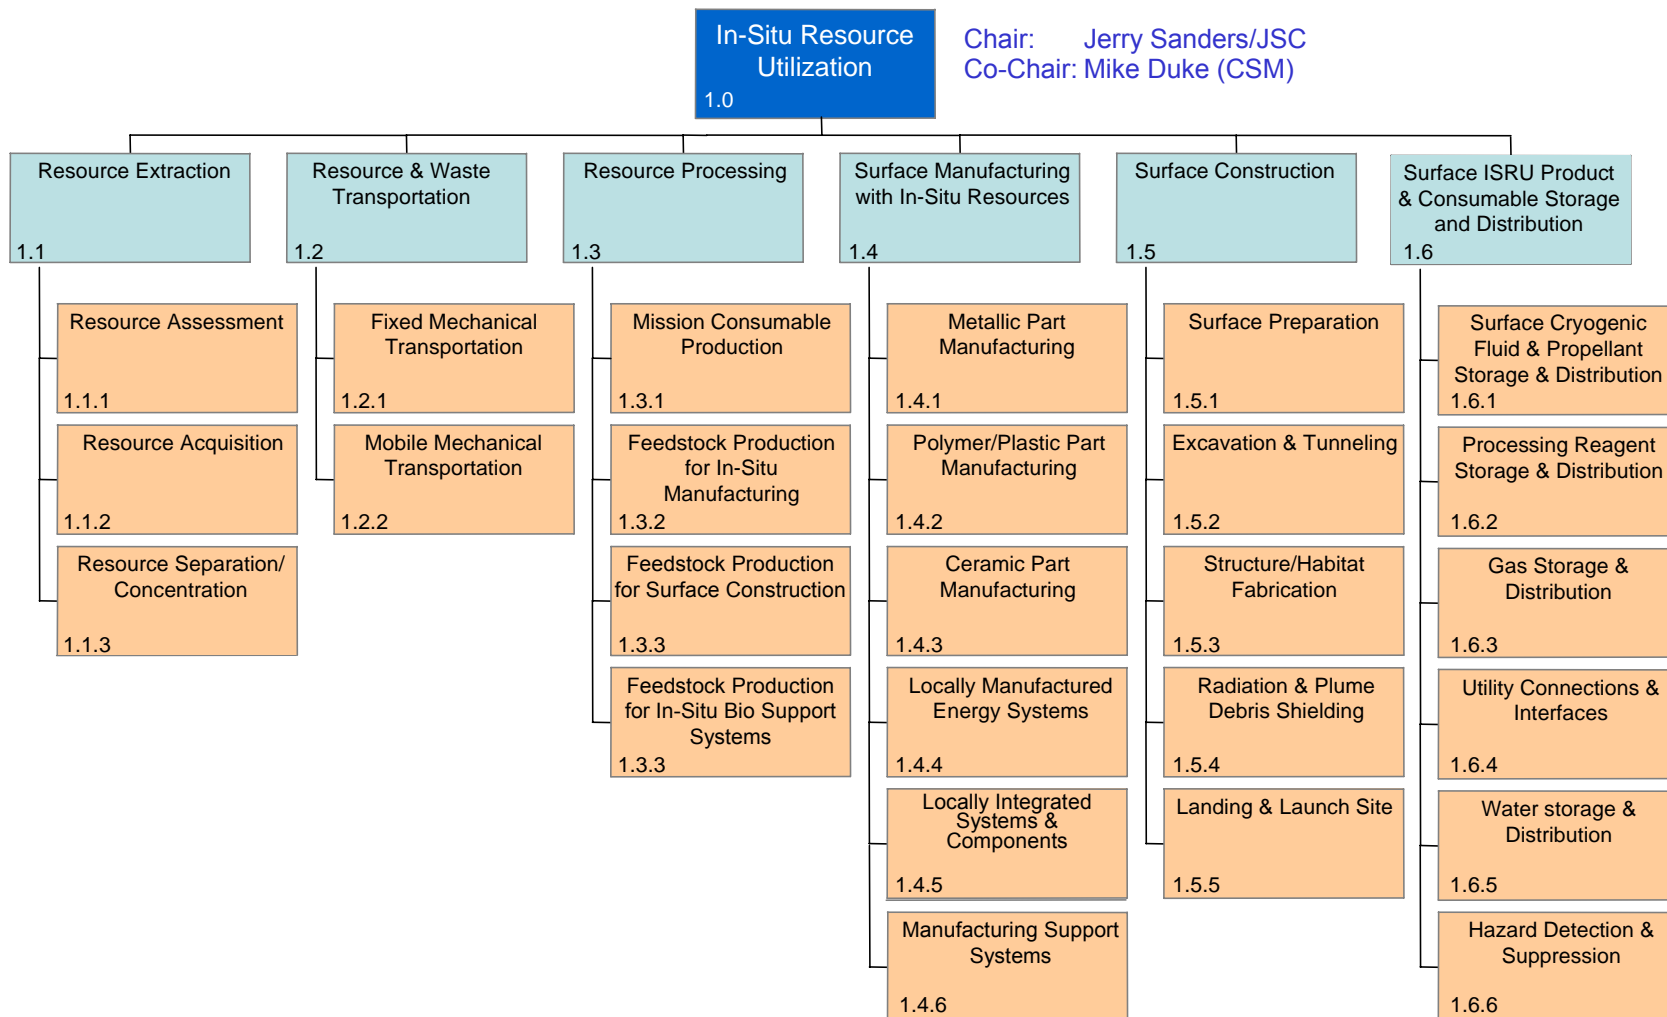 In-Situ Resource
Utilization
1.0
Chair: Jerry Sanders/JSC
Co-Chair: Mike Duke (CSM)
Resource Extraction
1.1
Resource & Waste
Transportation
1.2
Resource Processing
1.3
Surface Manufacturing
with In-Situ Resources
1.4
Surface Construction
1.5
Surface ISRU Product
& Consumable Storage
and Distribution
1.6
Resource Assessment
1.1.1
Resource Acquisition
1.1.2
Resource Separation/
Concentration
1.1.3
Fixed Mechanical
Transportation
1.2.1
Mobile Mechanical
Transportation
1.2.2
Mission Consumable
Production
1.3.1
Feedstock Production
for In-Situ
Manufacturing
1.3.2
Feedstock Production
for Surface Construction
1.3.3
Feedstock Production
for In-Situ Bio Support
Systems
1.3.3
Metallic Part
Manufacturing
1.4.1
Polymer/Plastic Part
Manufacturing
1.4.2
Ceramic Part
Manufacturing
1.4.3
Locally Manufactured
Energy Systems
1.4.4
Locally Integrated
Systems &
Components
1.4.5
Manufacturing Support
Systems
1.4.6
Surface Preparation
1.5.1
Excavation & Tunneling
1.5.2
Structure/Habitat
Fabrication
1.5.3
Radiation & Plume
Debris Shielding
1.5.4
Landing & Launch Site
1.5.5
Surface Cryogenic
Fluid & Propellant
Storage & Distribution
1.6.1
Processing Reagent
Storage & Distribution
1.6.2
Gas Storage &
Distribution
1.6.3
Utility Connections &
Interfaces
1.6.4
Water storage &
Distribution
1.6.5
Hazard Detection &
Suppression
1.6.6